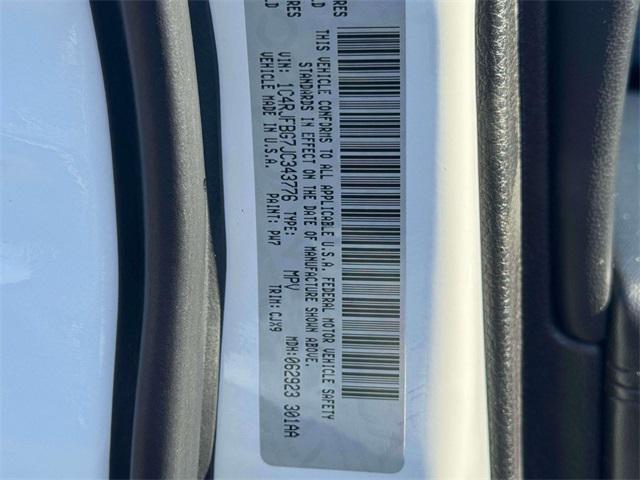 RES
LD
THIS VEHICLE CONFORMS TO ALL APPLICABLE U.S.A. FEDERAL MOTOR VEHICLE SAFETY
STANDARDS IN EFFECT ON THE DATE OF MANUFACTURE SHOWN ABOVE.
VIN: 1C4RJFBG7JC343776 TYPE: MPV MDH:062923 301AA
VEHICLE MADE IN U.S.A. PAINT: PW7 TRIM: CJX9